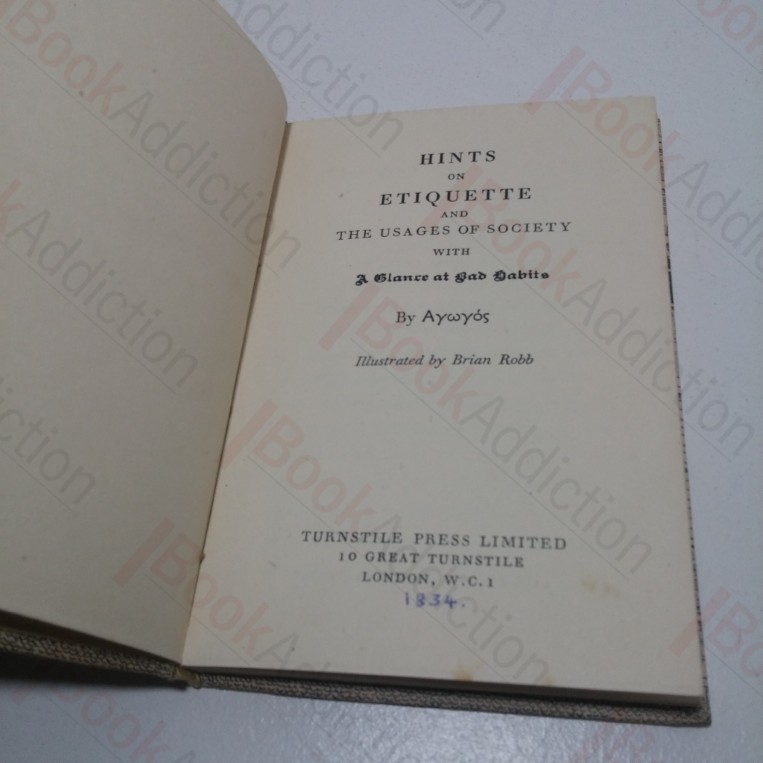 HINTS
ON
ETIQUETTE
AND
THE USAGES OF SOCIETY
WITH
A Glance at Bad Habits
By Αγωγός
Illustrated by Brian Robb
TURNSTILE PRESS LIMITED
10 GREAT TURNSTILE
LONDON, W.C.1
1834.
BookAddiction